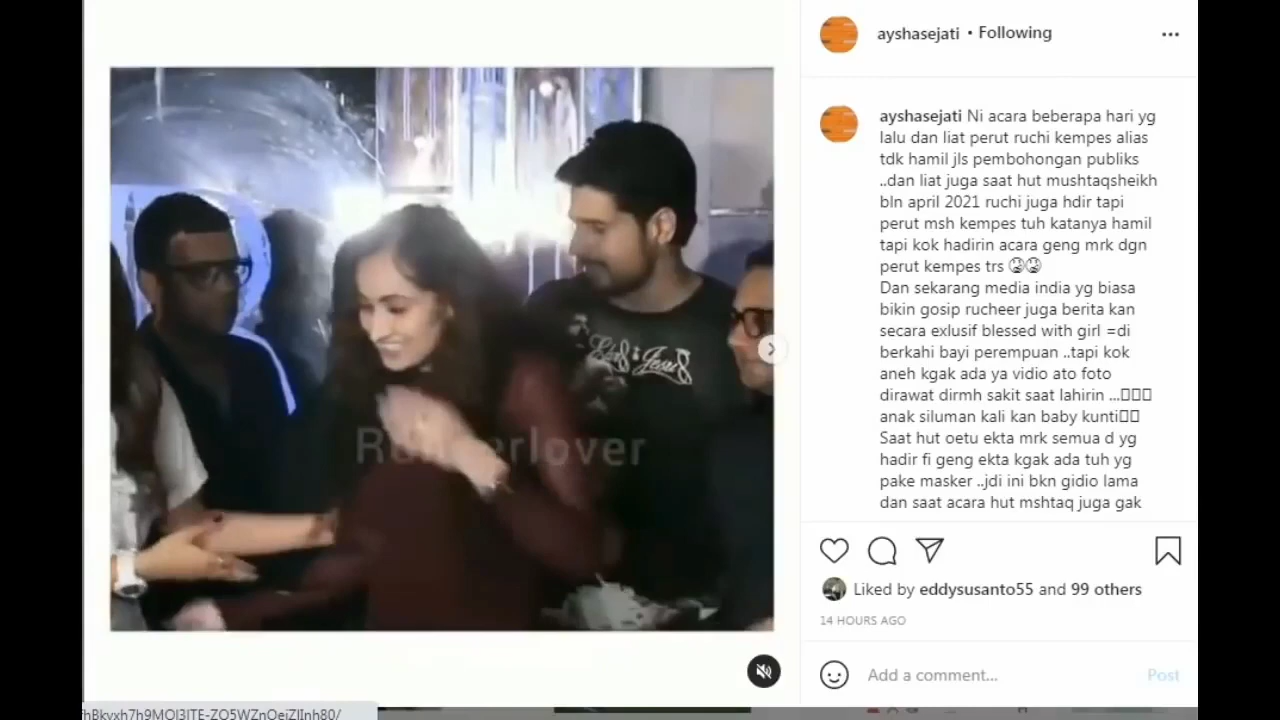 ayshasejati • Following
ayshasejati Ni acara beberapa hari yg
lalu dan liat perut ruchi kempes alias
tdk hamil jls pembohongan publiks
..dan liat juga saat hut mushtaqsheikh
bln april 2021 ruchi juga hdir tapi
perut msh kempes tuh katanya hamil
tapi kok hadirin acara geng mrk dgn
perut kempes trs
Dan sekarang media india yg biasa
bikin gosip rucheer juga berita kan
secara exlusif blessed with girl =di
berkahi bayi perempuan ..tapi kok
aneh kgak ada ya vidio ato foto
dirawat dirmh sakit saat lahirin ...
anak siluman kali kan baby kunti
Saat hut oetu ekta mrk semua d yg
hadir fi geng ekta kgak ada tuh yg
pake masker ..jdi ini bkn gidio lama
dan saat acara hut mshtaq juga gak
Liked by eddysusanto55 and 99 others
14 HOURS AGO
Add a comment...
Post